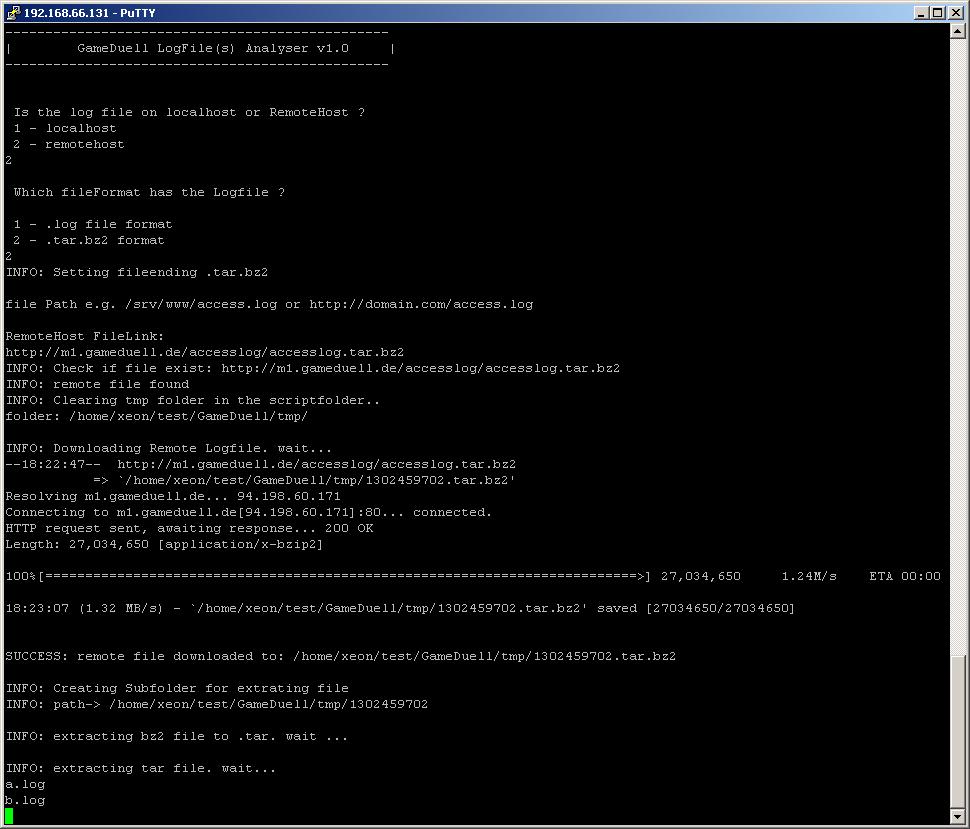 192.168.66.131 - PuTTY
------------------------------------------------
|        GameDuell LogFile(s) Analyser v1.0     |
------------------------------------------------
Is the log file on localhost or RemoteHost ?
1 - localhost
2 - remotehost
2
Which fileFormat has the Logfile ?
1 - .log file format
2 - .tar.bz2 format
2
INFO: Setting fileending .tar.bz2
file Path e.g. /srv/www/access.log or http://domain.com/access.log
RemoteHost FileLink:
http://m1.gameduell.de/accesslog/accesslog.tar.bz2
INFO: Check if file exist: http://m1.gameduell.de/accesslog/accesslog.tar.bz2
INFO: remote file found
INFO: Clearing tmp folder in the scriptfolder..
folder: /home/xeon/test/GameDuell/tmp/
INFO: Downloading Remote Logfile. wait...
--18:22:47--  http://m1.gameduell.de/accesslog/accesslog.tar.bz2
           => `/home/xeon/test/GameDuell/tmp/1302459702.tar.bz2'
Resolving m1.gameduell.de... 94.198.60.171
Connecting to m1.gameduell.de[94.198.60.171]:80... connected.
HTTP request sent, awaiting response... 200 OK
Length: 27,034,650 [application/x-bzip2]
100%[==========================================================================>] 27,034,650     1.24M/s    ETA 00:00
18:23:07 (1.32 MB/s) - `/home/xeon/test/GameDuell/tmp/1302459702.tar.bz2' saved [27034650/27034650]
SUCCESS: remote file downloaded to: /home/xeon/test/GameDuell/tmp/1302459702.tar.bz2
INFO: Creating Subfolder for extrating file
INFO: path-> /home/xeon/test/GameDuell/tmp/1302459702
INFO: extracting bz2 file to .tar. wait ...
INFO: extracting tar file. wait...
a.log
b.log